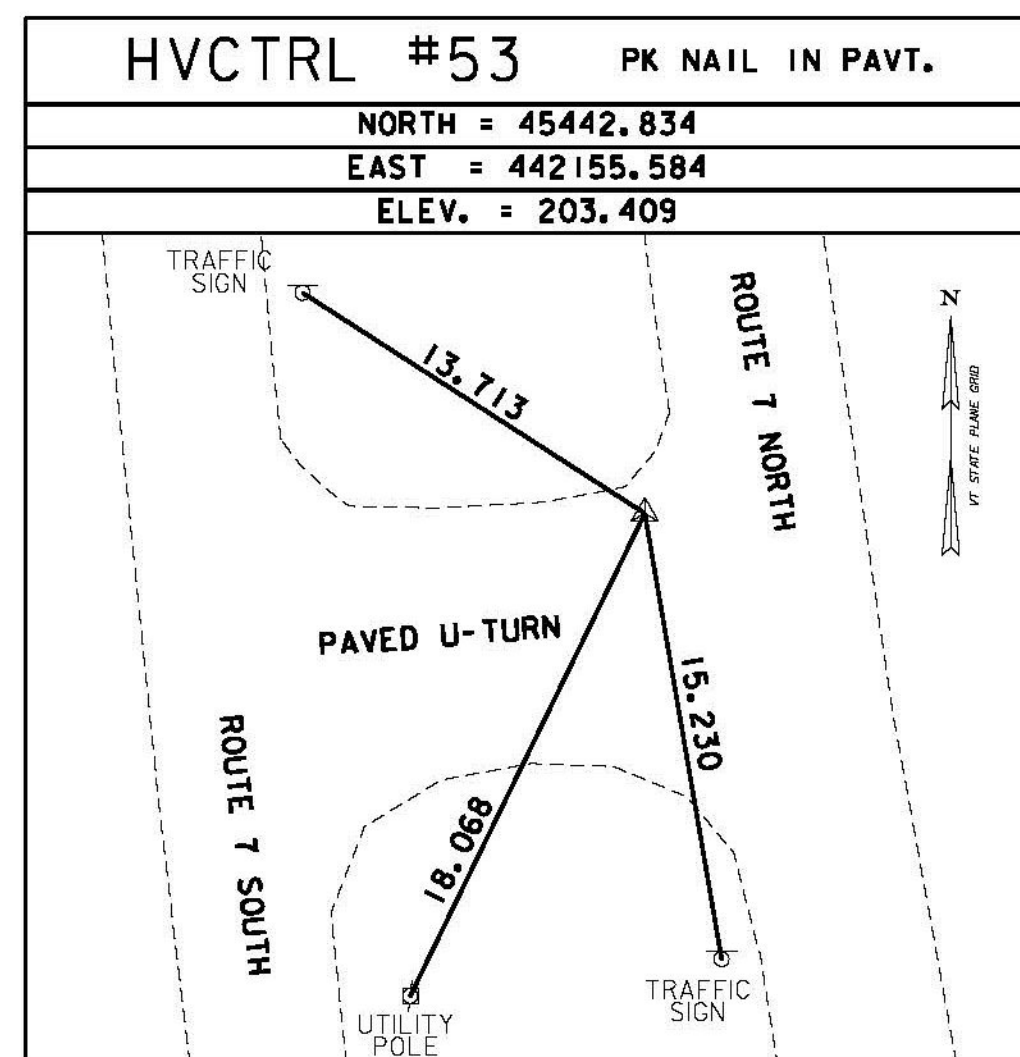 HVCTRL #53 PK NAIL IN PAVT.
NORTH = 45442.834
EAST = 442155.584
ELEV. = 203.409
TRAFFIC
SIGN
13.713
ROUTE 7 NORTH
N
VT STATE PLANE GRID
PAVED U-TURN
15.230
ROUTE 7 SOUTH
18.068
TRAFFIC
SIGN
UTILITY
POLE